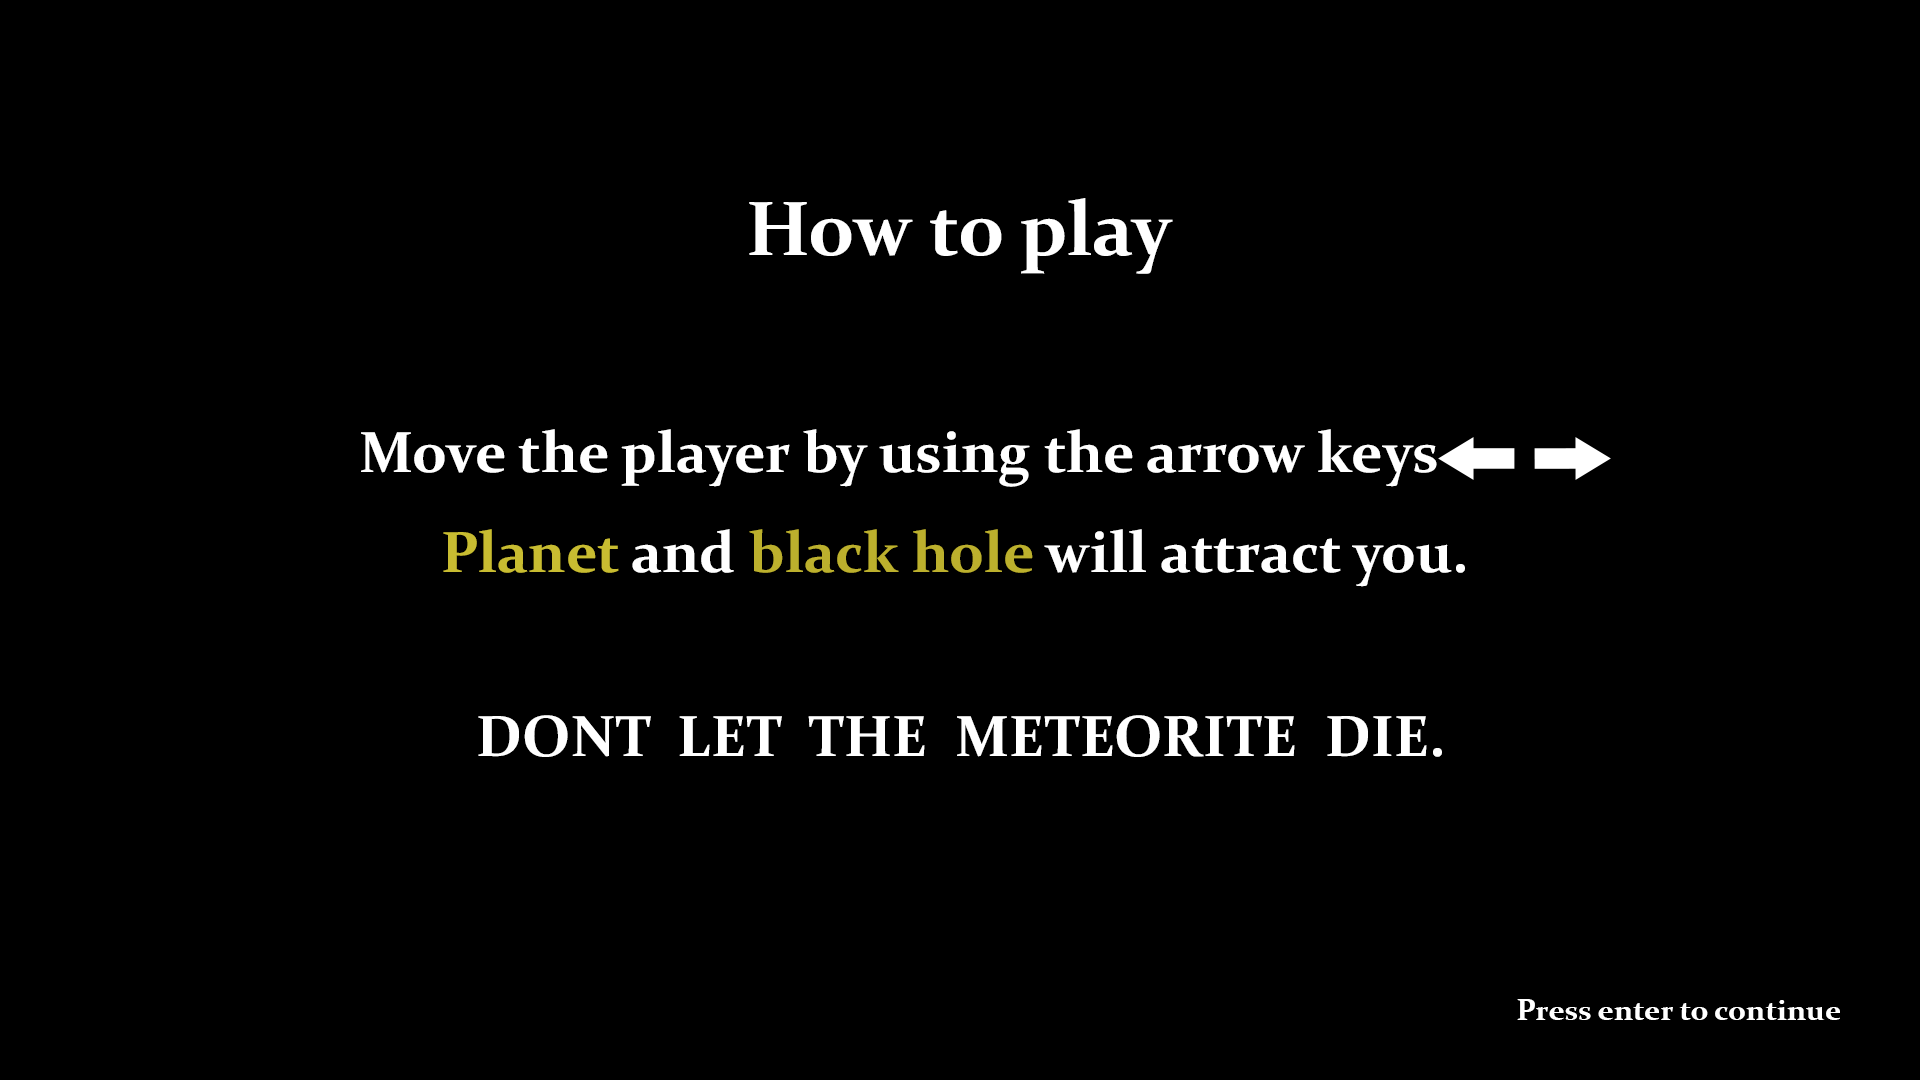 How to play
Move the player by using the arrow keys
Planet and black hole will attract you.
DONT LET THE METEORITE DIE.
Press enter to continue